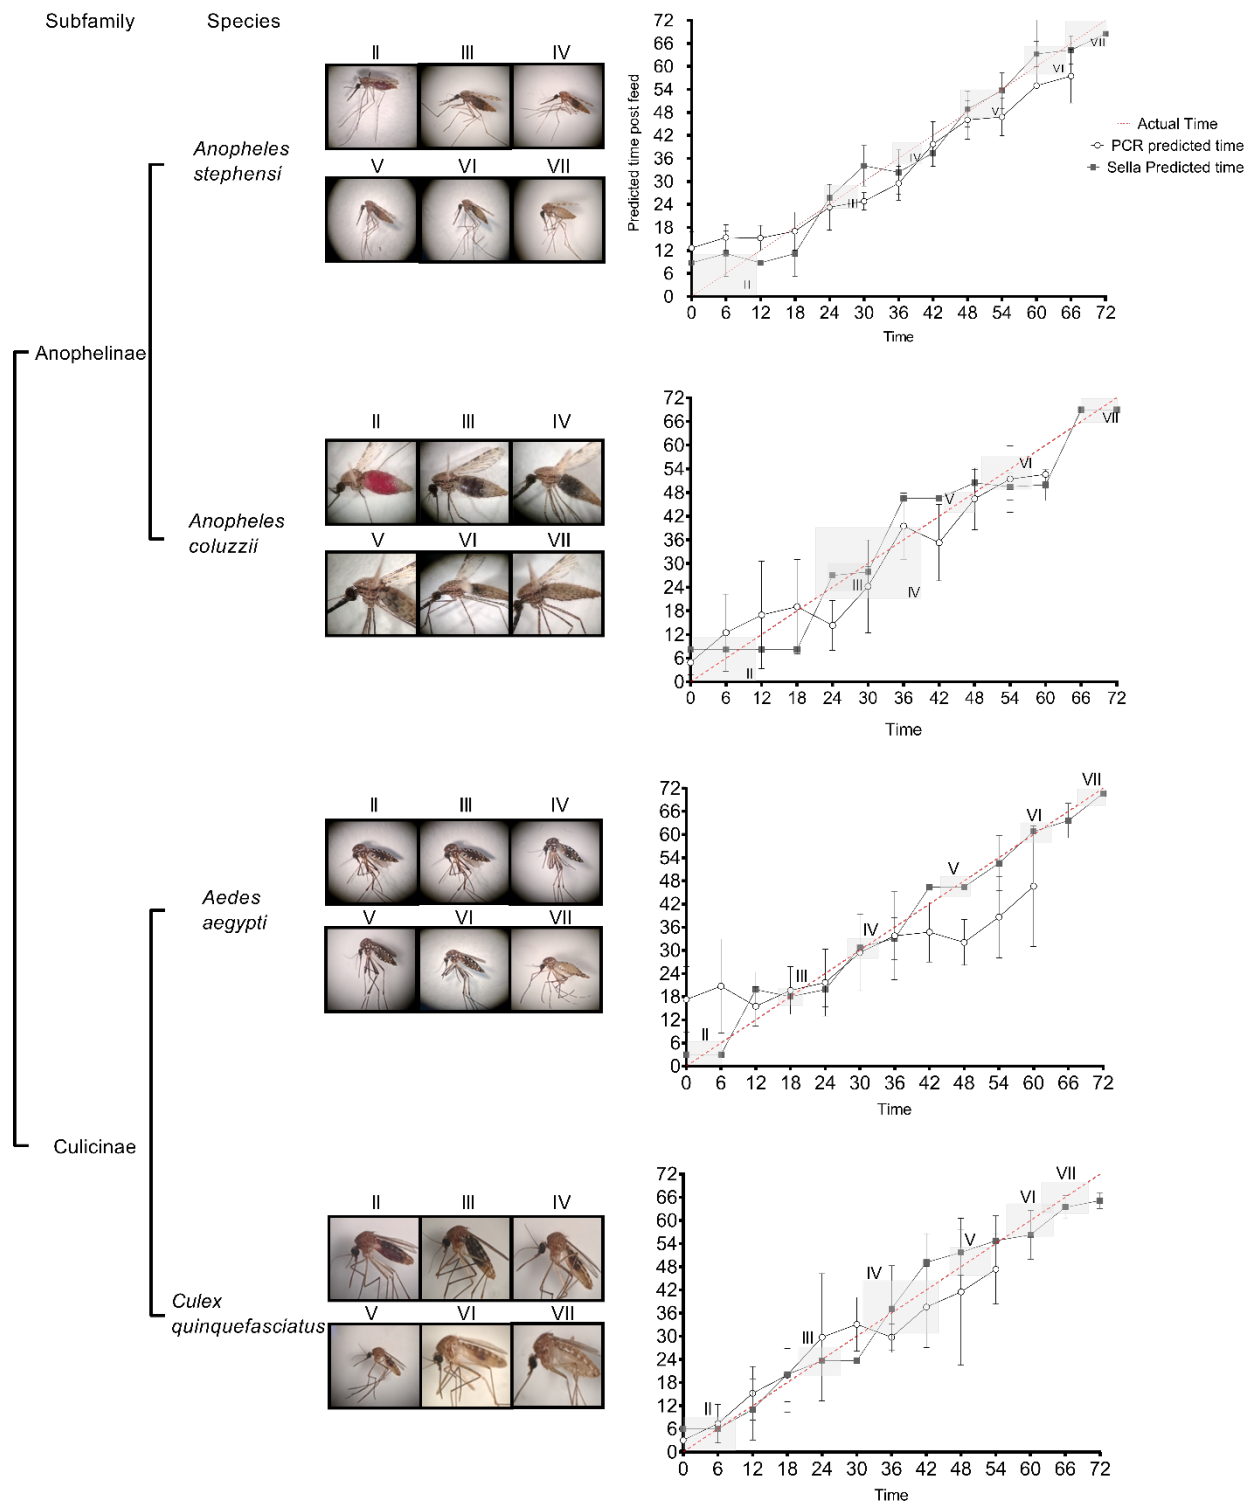 Subfamily Species
II III IV
V VI VII
Anopheles
stephensi
72
66
60
54
48
42
36
30
24
18
12
6
0
Predicted time post feed
II
III
IV
V
VI
VII
0 6 12 18 24 30 36 42 48 54 60 66 72
Time
Actual Time
PCR predicted time
Sella Predicted time
Anophelinae
II III IV
V VI VII
Anopheles
coluzzii
72
66
60
54
48
42
36
30
24
18
12
6
0
II
III
IV
V
VI
VII
0 6 12 18 24 30 36 42 48 54 60 66 72
Time
II III IV
V VI VII
Aedes
aegypti
72
66
60
54
48
42
36
30
24
18
12
6
0
II
III
IV
V
VI
VII
0 6 12 18 24 30 36 42 48 54 60 66 72
Time
Culicinae
II III IV
V VI VII
Culex
quinquefasciatus
72
66
60
54
48
42
36
30
24
18
12
6
0
II
III
IV
V
VI
VII
0 6 12 18 24 30 36 42 48 54 60 66 72
Time